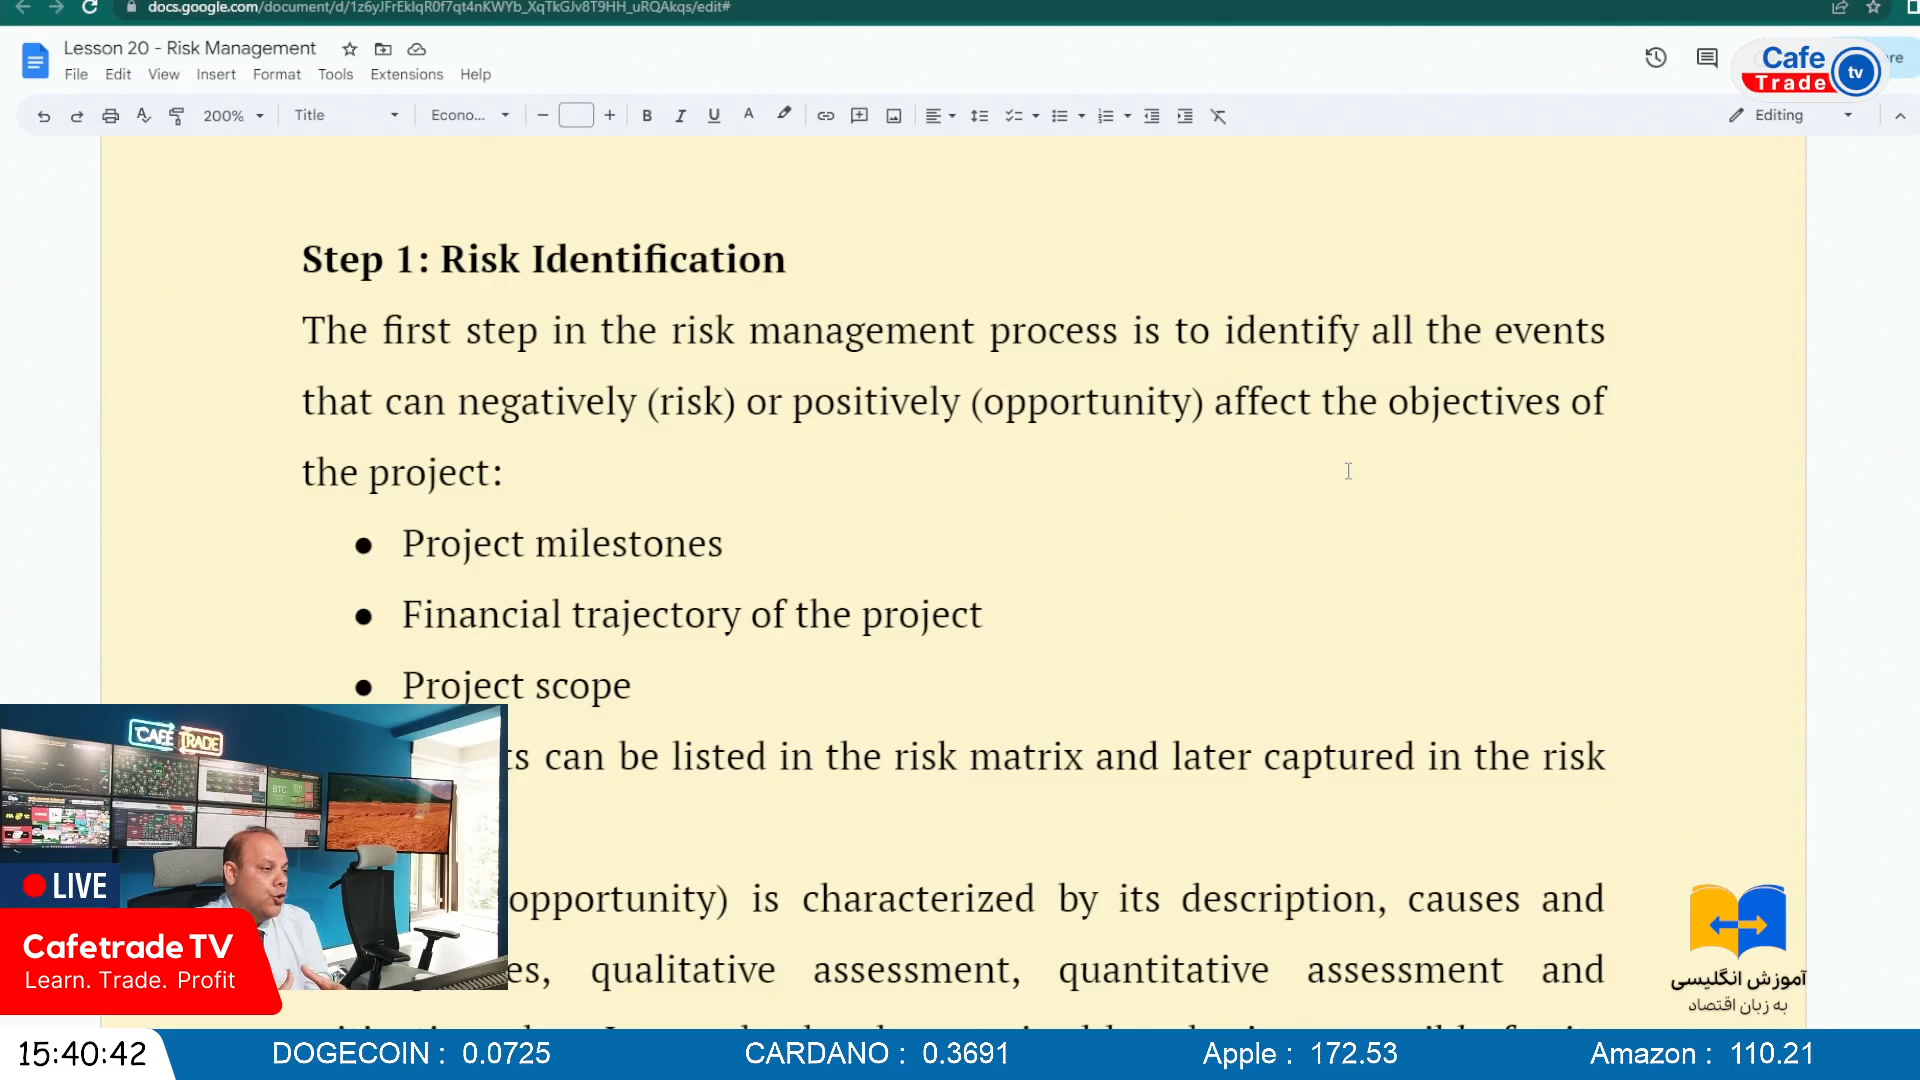 docs.google.com/document/d/1z6yJFrEklqR0f7qt4nKWYb_XqTkGJv8T9HH_uRQAkqs/edit#
Lesson 20 - Risk Management
File Edit View Insert Format Tools Extensions Help
Cafe
Trade tv
200% Title Econo... B I U A Editing
Step 1: Risk Identification
The first step in the risk management process is to identify all the events
that can negatively (risk) or positively (opportunity) affect the objectives of
the project:
● Project milestones
● Financial trajectory of the project
● Project scope
can be listed in the risk matrix and later captured in the risk
opportunity) is characterized by its description, causes and
qualitative assessment, quantitative assessment and
CAFE TRADE
LIVE
Cafetrade TV
Learn. Trade. Profit
آموزش انگلیسی
به زبان اقتصاد
15:40:42 DOGECOIN : 0.0725 CARDANO : 0.3691 Apple : 172.53 Amazon : 110.21